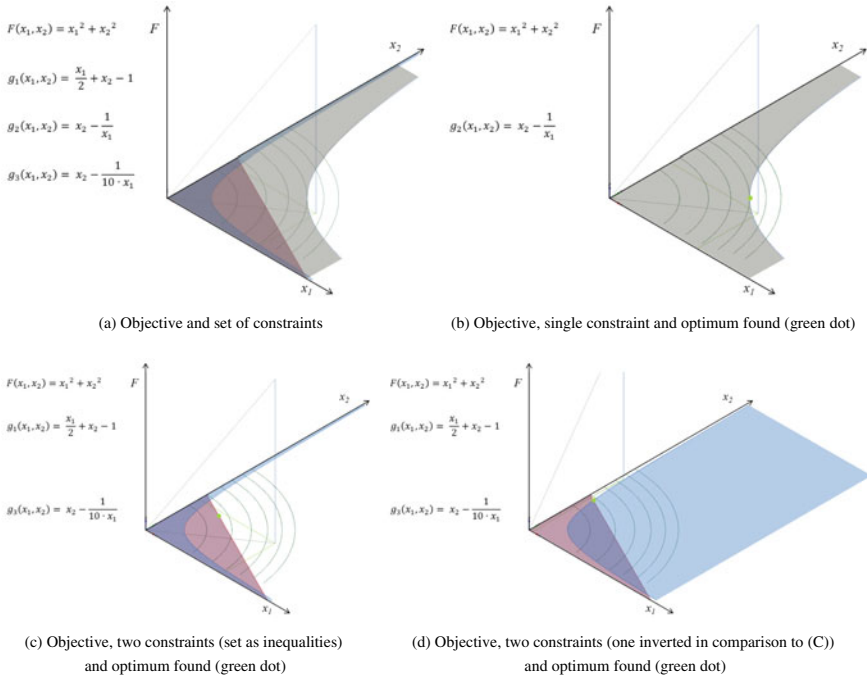 F(x₁,x₂) = x₁² + x₂²
F
x₂
g₁(x₁,x₂) = x₁/2 + x₂ − 1
g₂(x₁,x₂) = x₂ − 1/x₁
g₃(x₁,x₂) = x₂ − 1/(10 · x₁)
x₁
(a) Objective and set of constraints
F(x₁,x₂) = x₁² + x₂²
F
x₂
g₂(x₁,x₂) = x₂ − 1/x₁
x₁
(b) Objective, single constraint and optimum found (green dot)
F(x₁,x₂) = x₁² + x₂²
F
x₂
g₁(x₁,x₂) = x₁/2 + x₂ − 1
g₃(x₁,x₂) = x₂ − 1/(10 · x₁)
x₁
(c) Objective, two constraints (set as inequalities)
and optimum found (green dot)
F(x₁,x₂) = x₁² + x₂²
F
x₂
g₁(x₁,x₂) = x₁/2 + x₂ − 1
g₃(x₁,x₂) = x₂ − 1/(10 · x₁)
x₁
(d) Objective, two constraints (one inverted in comparison to (C))
and optimum found (green dot)